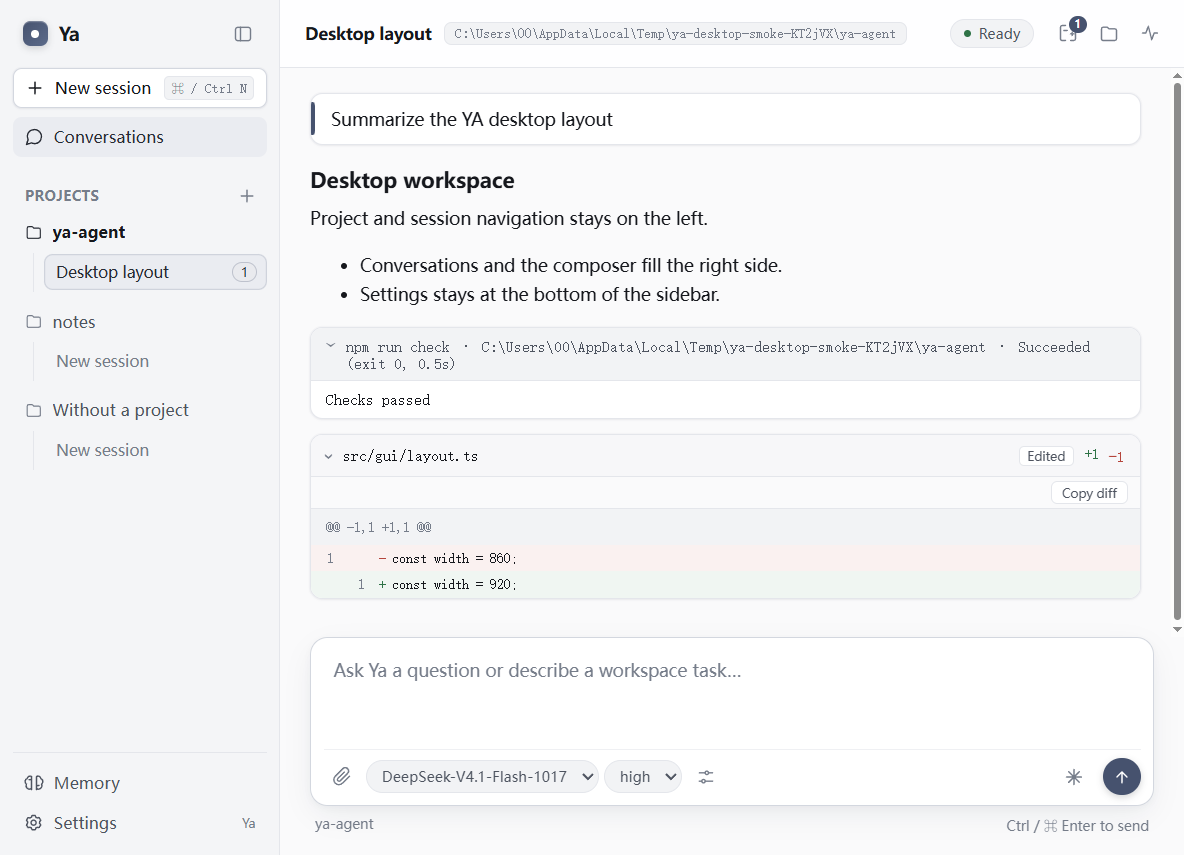 Ya
New session ⌘ / Ctrl N
Conversations
PROJECTS
ya-agent
Desktop layout 1
notes
New session
Without a project
New session
Memory
Settings Ya
Desktop layout C:\Users\00\AppData\Local\Temp\ya-desktop-smoke-KT2jVX\ya-agent Ready 1
Summarize the YA desktop layout
Desktop workspace
Project and session navigation stays on the left.
• Conversations and the composer fill the right side.
• Settings stays at the bottom of the sidebar.
npm run check · C:\Users\00\AppData\Local\Temp\ya-desktop-smoke-KT2jVX\ya-agent · Succeeded
(exit 0, 0.5s)
Checks passed
src/gui/layout.ts Edited +1 −1
Copy diff
@@ -1,1 +1,1 @@
1 − const width = 860;
1 + const width = 920;
Ask Ya a question or describe a workspace task...
DeepSeek-V4.1-Flash-1017 high
ya-agent Ctrl / ⌘ Enter to send